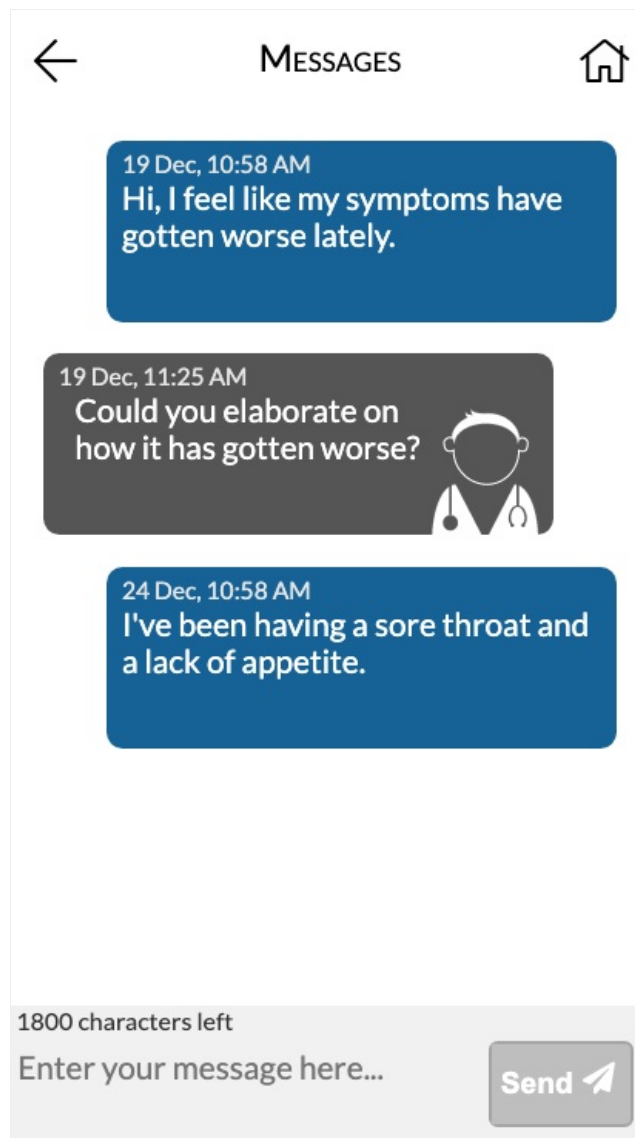 Messages
19 Dec, 10:58 AM
Hi, I feel like my symptoms have
gotten worse lately.
19 Dec, 11:25 AM
Could you elaborate on
how it has gotten worse?
24 Dec, 10:58 AM
I've been having a sore throat and
a lack of appetite.
1800 characters left
Enter your message here...
Send